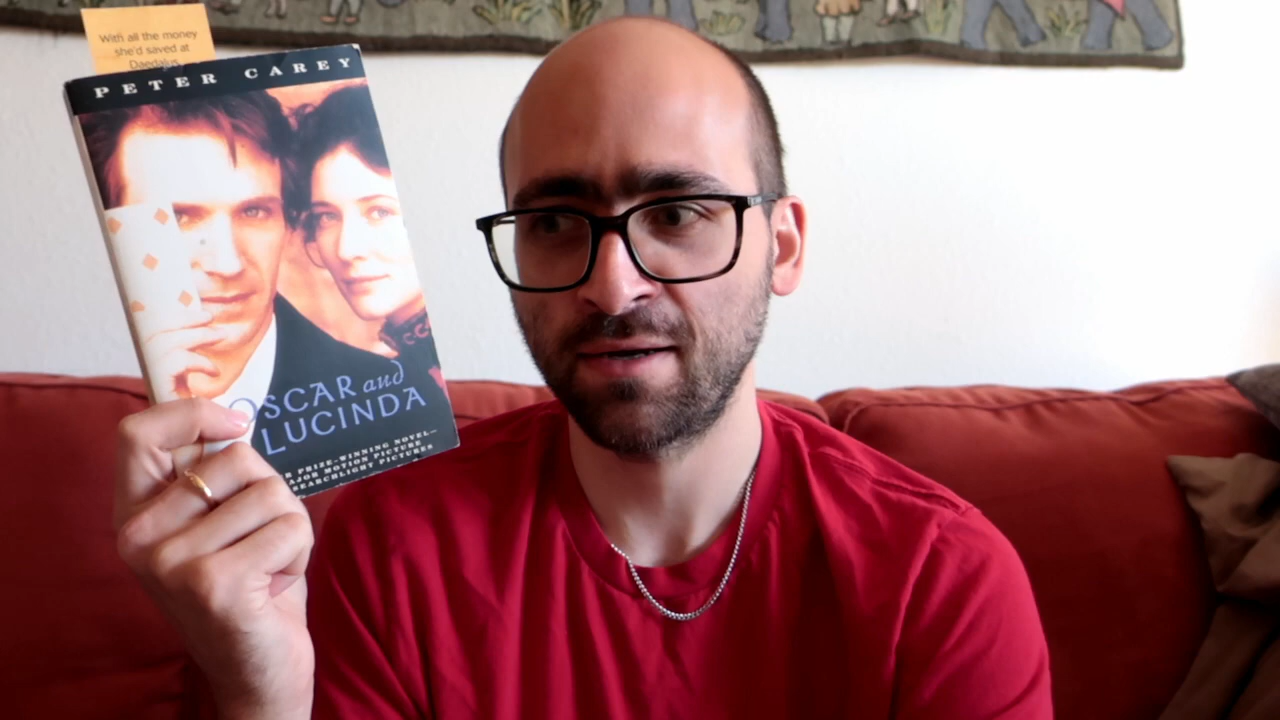 With all the money
she'd saved at
Daedalus
PETER CAREY
OSCAR and
LUCINDA
PRIZE-WINNING NOVEL—
MOTION PICTURE
SEARCHLIGHT PICTURES